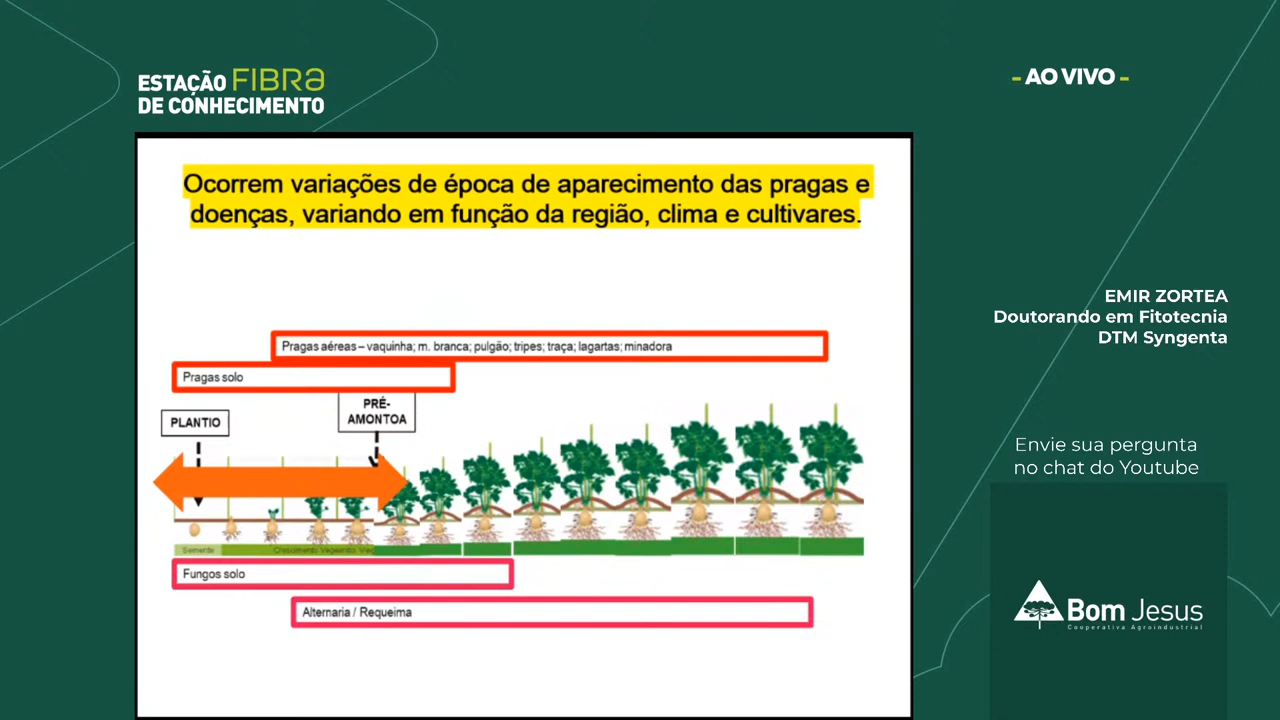 ESTAÇÃO FIBRA
DE CONHECIMENTO
- AO VIVO -
Ocorrem variações de época de aparecimento das pragas e
doenças, variando em função da região, clima e cultivares.
Pragas aéreas – vaquinha; m. branca; pulgão; tripes; traça; lagartas; minadora
Pragas solo
PLANTIO
PRÉ-
AMONTOA
Semente
Crescimento Vegetativo
Fungos solo
Alternaria / Requeima
EMIR ZORTEA
Doutorando em Fitotecnia
DTM Syngenta
Envie sua pergunta
no chat do Youtube
Bom Jesus
Cooperativa Agroindustrial